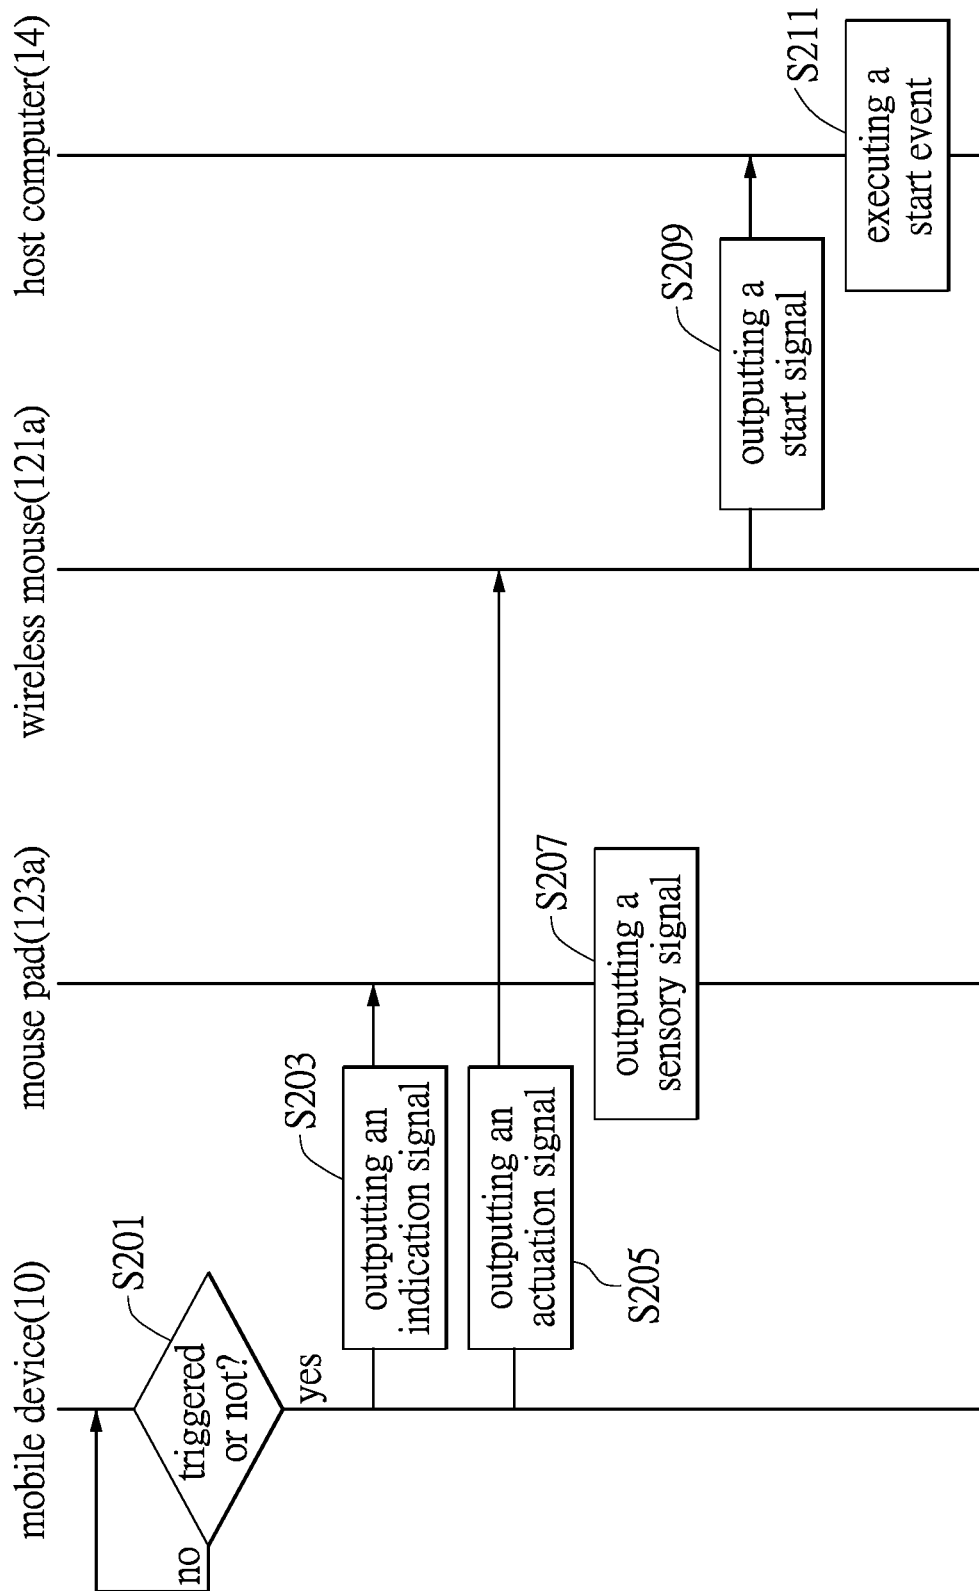 mobile device(10)
mouse pad(123a)
wireless mouse(121a)
host computer(14)
S201
triggered
or not?
no
yes
S203
outputting an
indication signal
outputting an
actuation signal
S205
S207
outputting a
sensory signal
S209
outputting a
start signal
S211
executing a
start event